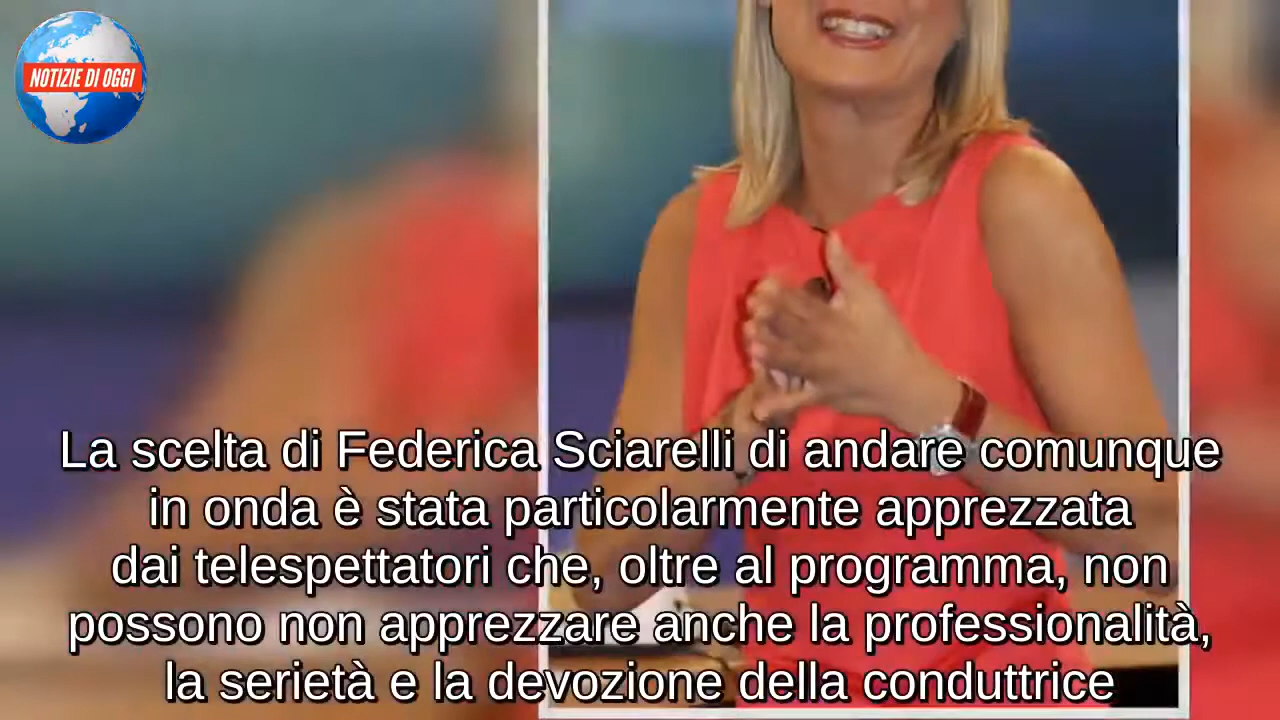 NOTIZIE DI OGGI
La scelta di Federica Sciarelli di andare comunque
in onda è stata particolarmente apprezzata
dai telespettatori che, oltre al programma, non
possono non apprezzare anche la professionalità,
la serietà e la devozione della conduttrice